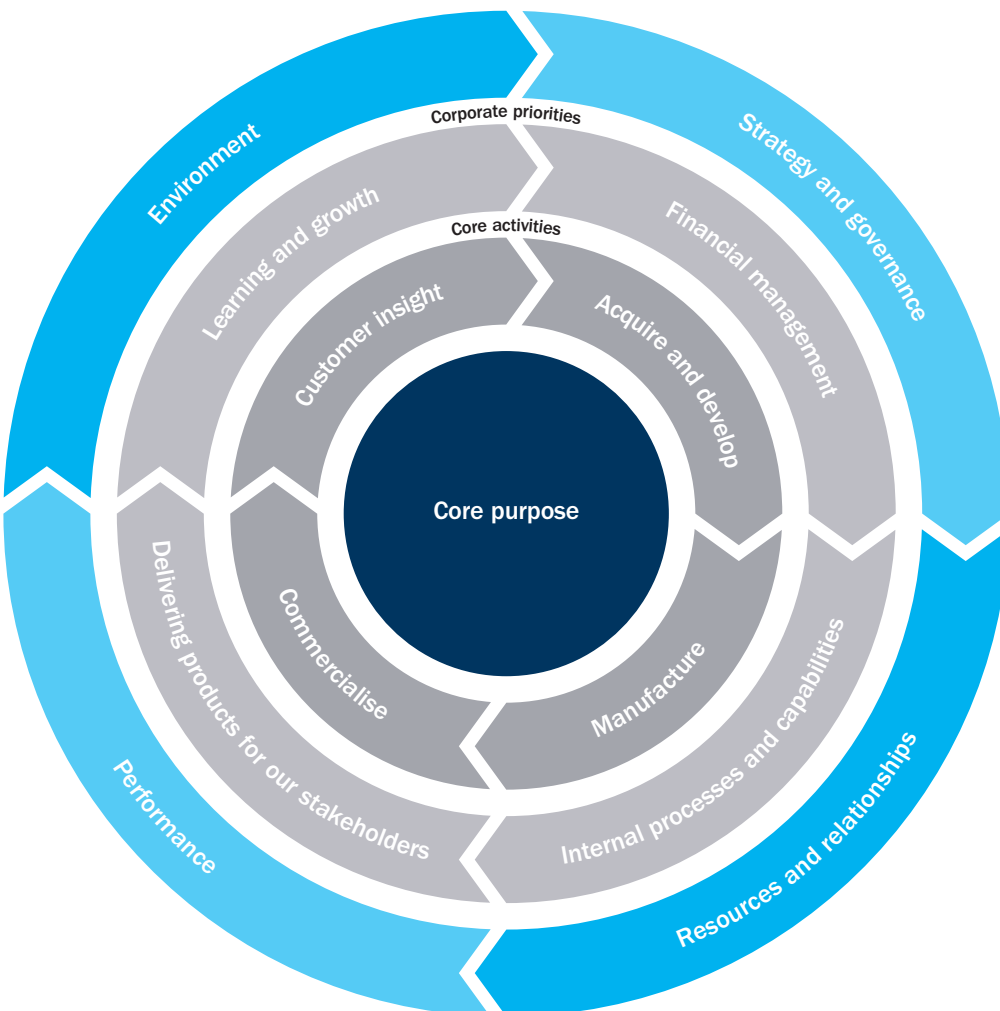 Environment
Strategy and governance
Resources and relationships
Performance
Corporate priorities
Learning and growth
Financial management
Internal processes and capabilities
Delivering products for our stakeholders
Core activities
Customer insight
Acquire and develop
Manufacture
Commercialise
Core purpose